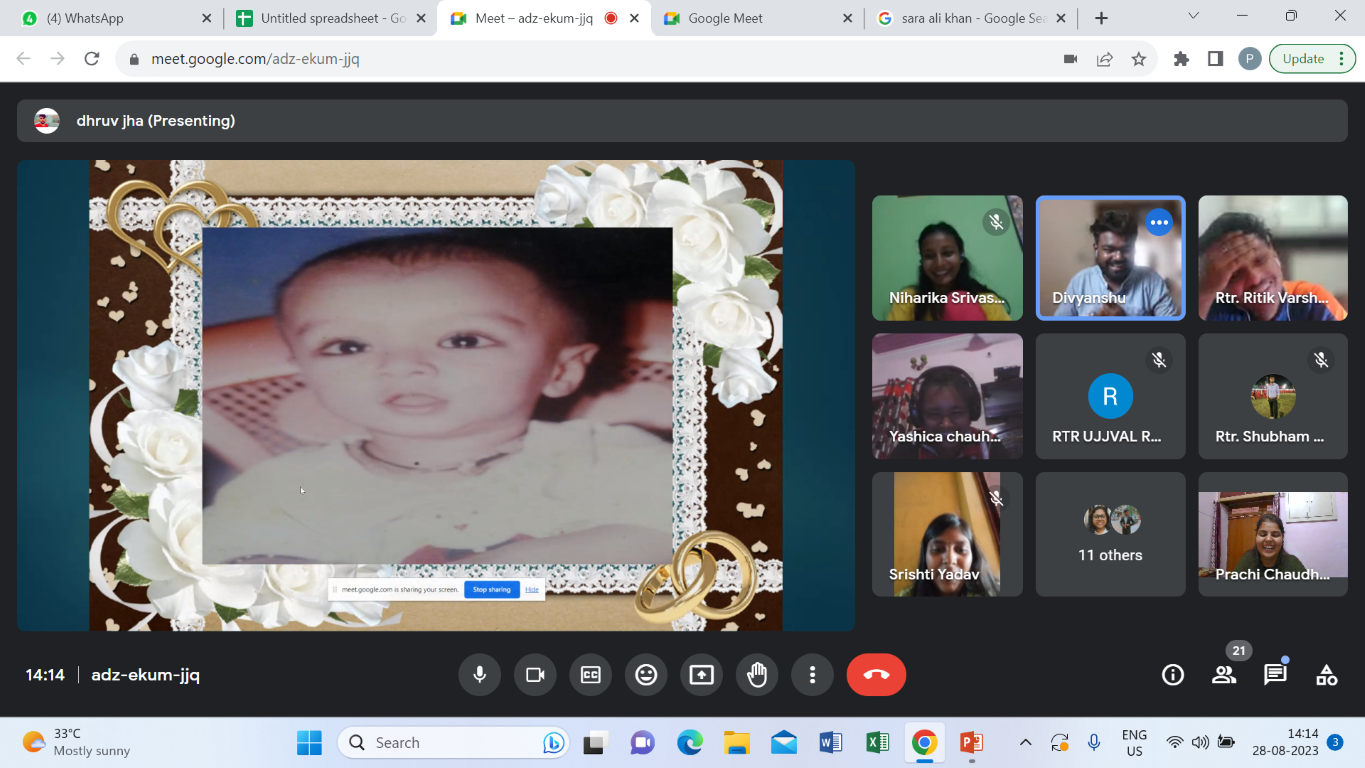 (4) WhatsApp
Untitled spreadsheet - Go
Meet – adz-ekum-jjq
Google Meet
sara ali khan - Google Sea
meet.google.com/adz-ekum-jjq
P
Update
dhruv jha (Presenting)
Niharika Srivas...
Divyanshu
Rtr. Ritik Varsh...
Yashica chauh...
R
RTR UJJVAL R...
Rtr. Shubham ...
Srishti Yadav
11 others
Prachi Chaudh...
meet.google.com is sharing your screen.
Stop sharing
Hide
14:14 | adz-ekum-jjq
CC
21
33°C
Mostly sunny
Search
ENG
US
14:14
28-08-2023
3